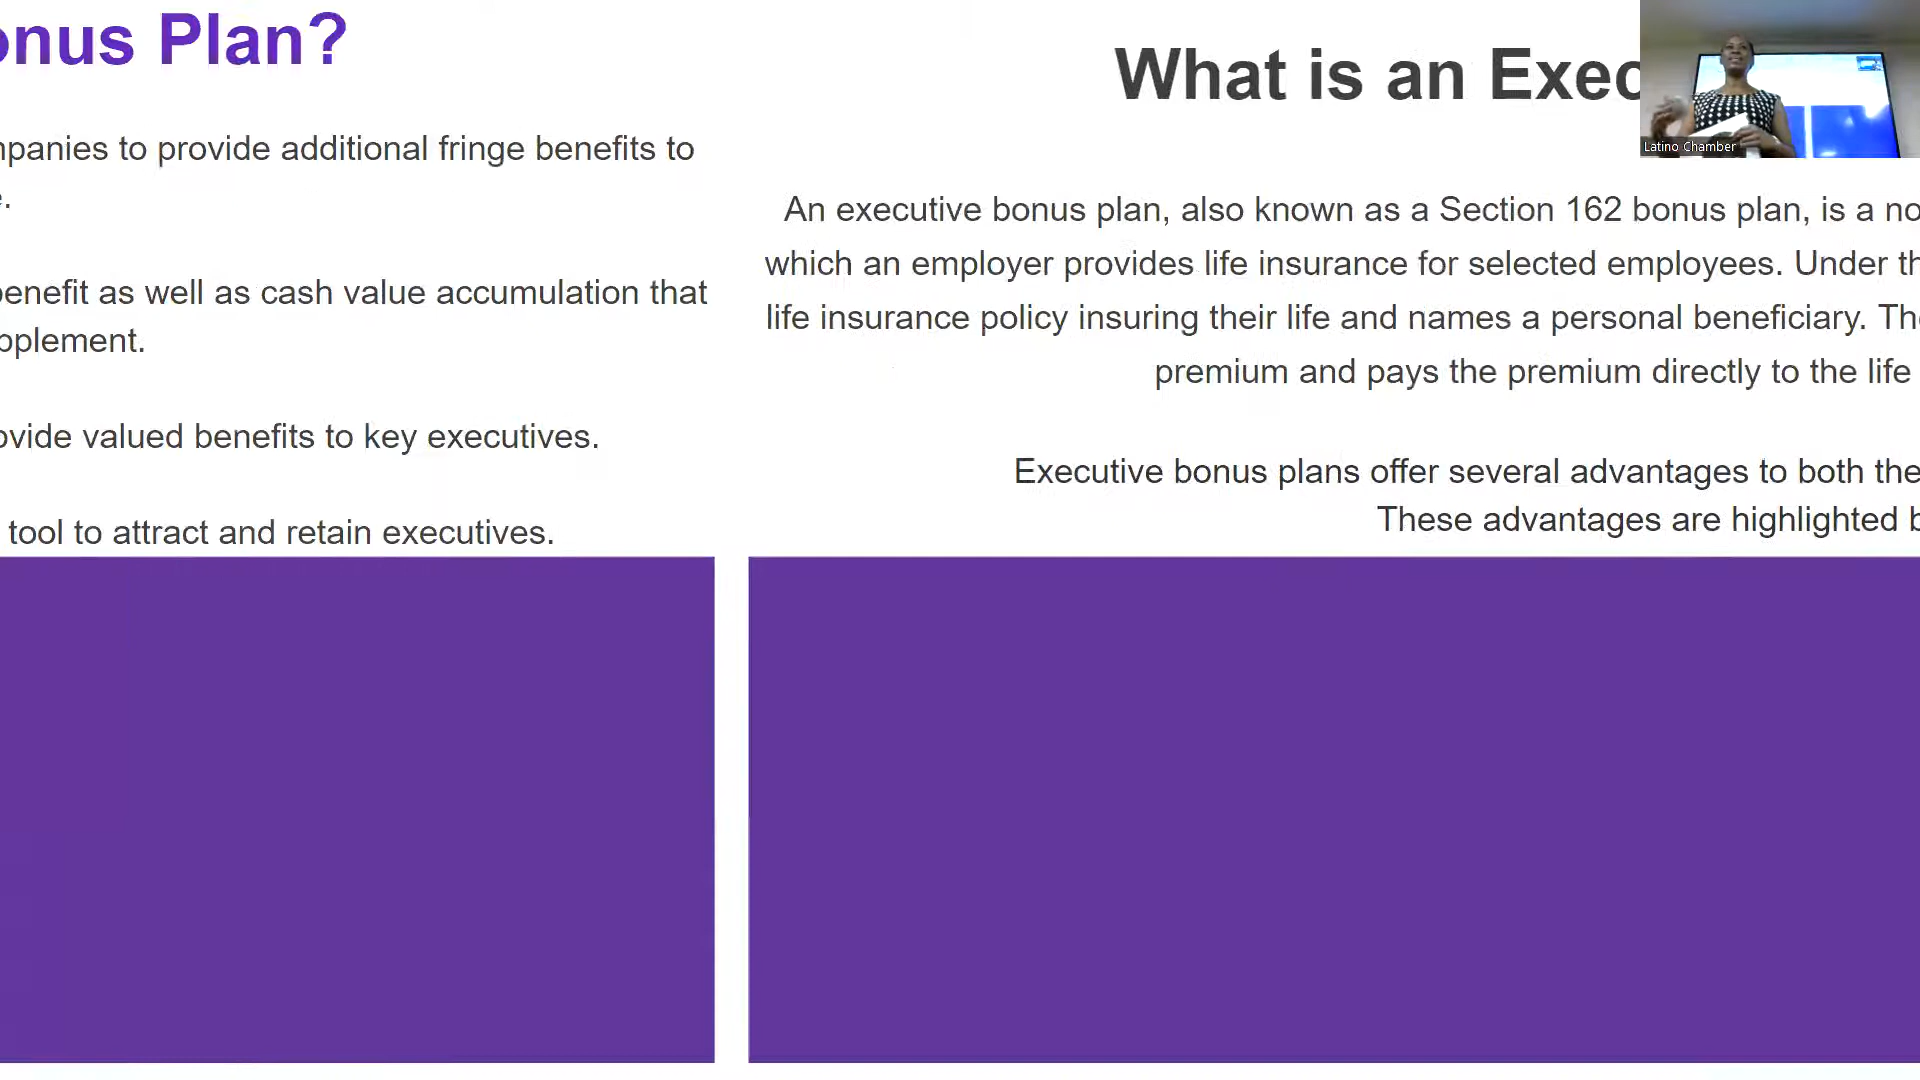 onus Plan?
panies to provide additional fringe benefits to
e.
benefit as well as cash value accumulation that
pplement.
ovide valued benefits to key executives.
tool to attract and retain executives.
What is an Exec
An executive bonus plan, also known as a Section 162 bonus plan, is a no
which an employer provides life insurance for selected employees. Under th
life insurance policy insuring their life and names a personal beneficiary. The
premium and pays the premium directly to the life
Executive bonus plans offer several advantages to both the
These advantages are highlighted b
Latino Chamber